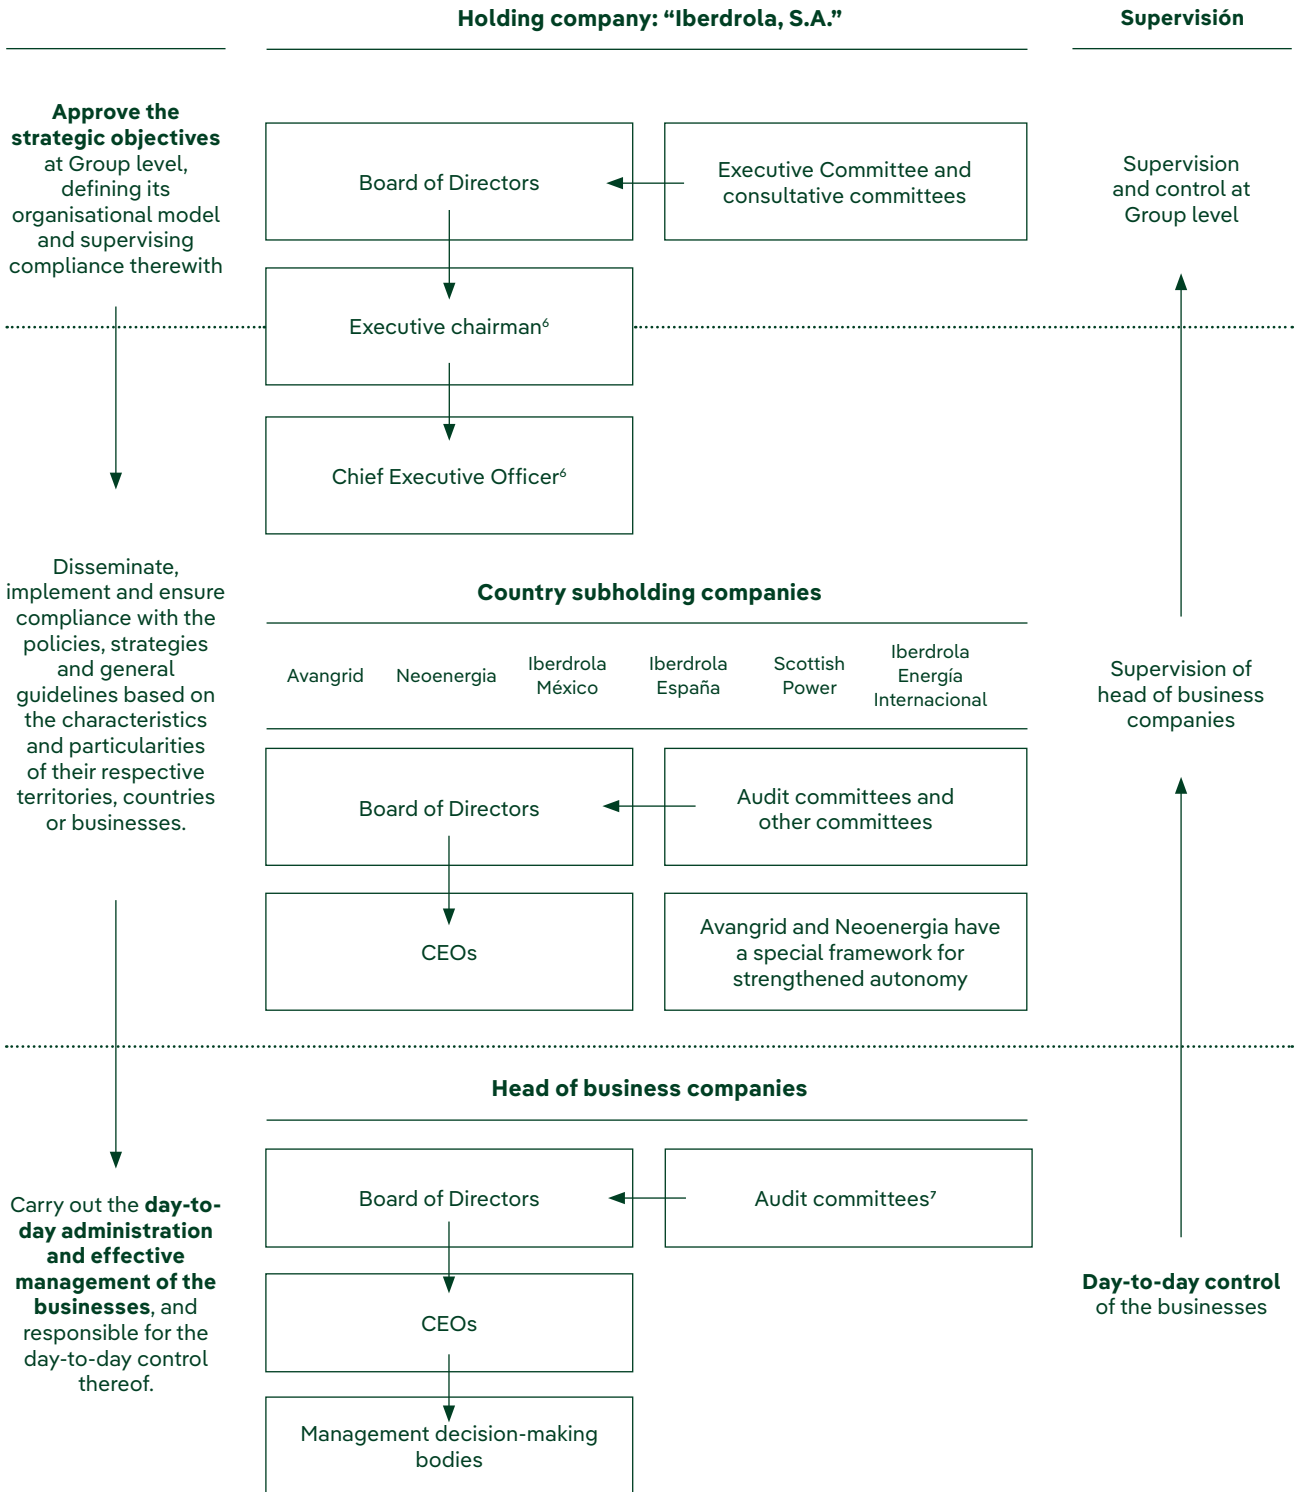 Holding company: “Iberdrola, S.A.”
Supervisión
Approve the
strategic objectives
at Group level,
defining its
organisational model
and supervising
compliance therewith
Board of Directors
Executive Committee and
consultative committees
Supervision
and control at
Group level
Executive chairman⁶
Chief Executive Officer⁶
Disseminate,
implement and ensure
compliance with the
policies, strategies
and general
guidelines based on
the characteristics
and particularities
of their respective
territories, countries
or businesses.
Country subholding companies
Avangrid
Neoenergia
Iberdrola
México
Iberdrola
España
Scottish
Power
Iberdrola
Energía
Internacional
Supervision of
head of business
companies
Board of Directors
Audit committees and
other committees
CEOs
Avangrid and Neoenergia have
a special framework for
strengthened autonomy
Head of business companies
Carry out the day-to-
day administration
and effective
management of the
businesses, and
responsible for the
day-to-day control
thereof.
Board of Directors
Audit committees⁷
CEOs
Management decision-making
bodies
Day-to-day control
of the businesses